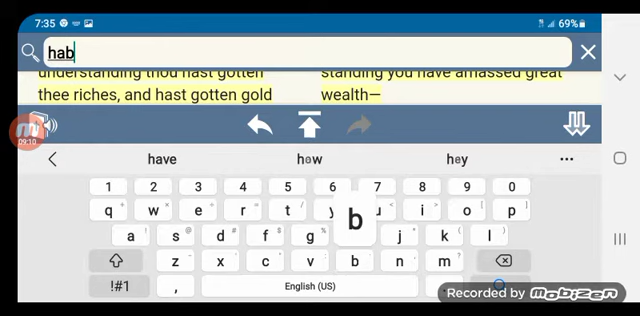 7:35 69%
hab
understanding thou hast gotten
thee riches, and hast gotten gold
standing you have amassed great
wealth—
09:10
have how hey
1 2 3 4 5 6 7 8 9 0
q w e r t y u i o p
a s d f g b j k l
z x c v b n m
!#1 , English (US)
Recorded by MOBIZEN